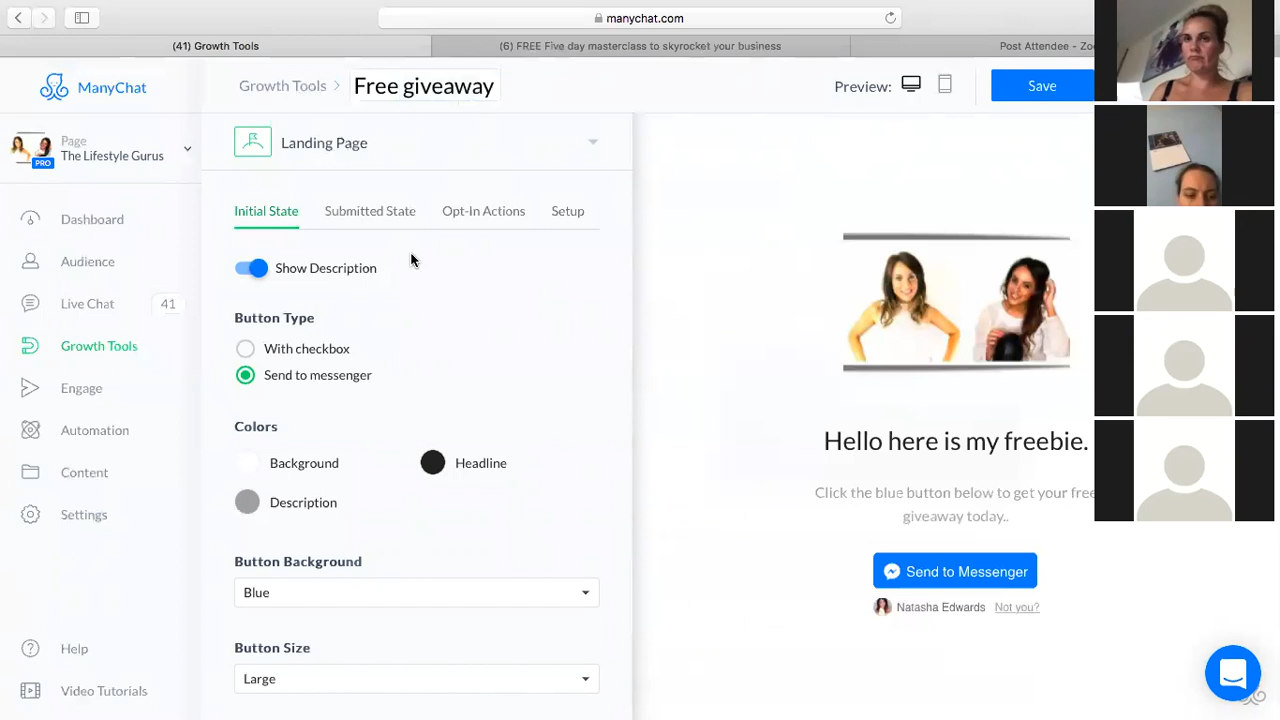 manychat.com
(41) Growth Tools
(6) FREE Five day masterclass to skyrocket your business
Post Attendee - Zoo
ManyChat
Growth Tools
Free giveaway
Preview:
Save
Page
The Lifestyle Gurus
PRO
Landing Page
Initial State
Submitted State
Opt-In Actions
Setup
Dashboard
Audience
Live Chat
41
Growth Tools
Engage
Automation
Content
Settings
Help
Video Tutorials
Show Description
Button Type
With checkbox
Send to messenger
Colors
Background
Headline
Description
Button Background
Blue
Button Size
Large
Hello here is my freebie.
Click the blue button below to get your free
giveaway today..
Send to Messenger
Natasha Edwards Not you?